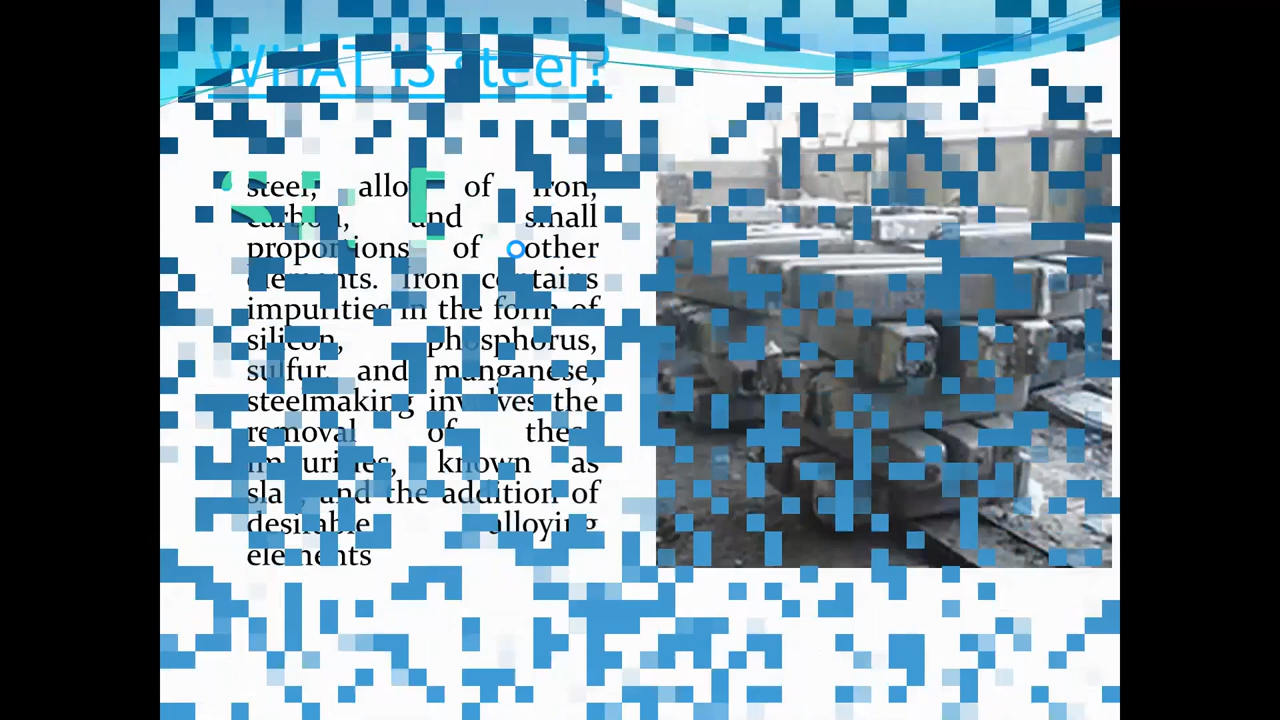 WHAT IS steel?
steel, alloy of iron,
carbon, and small
proportions of other
elements. Iron contains
impurities in the form of
silicon, phosphorus,
sulfur, and manganese,
steelmaking involves the
removal of these
impurities, known as
slag, and the addition of
desirable alloying
elements